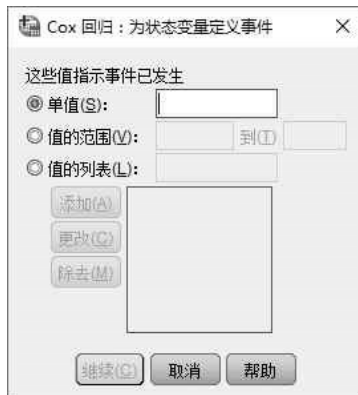 Cox 回归：为状态变量定义事件
这些值指示事件已发生
单值(S):
值的范围(V): 到(T)
值的列表(L):
添加(A)
更改(C)
除去(M)
继续(C) 取消 帮助